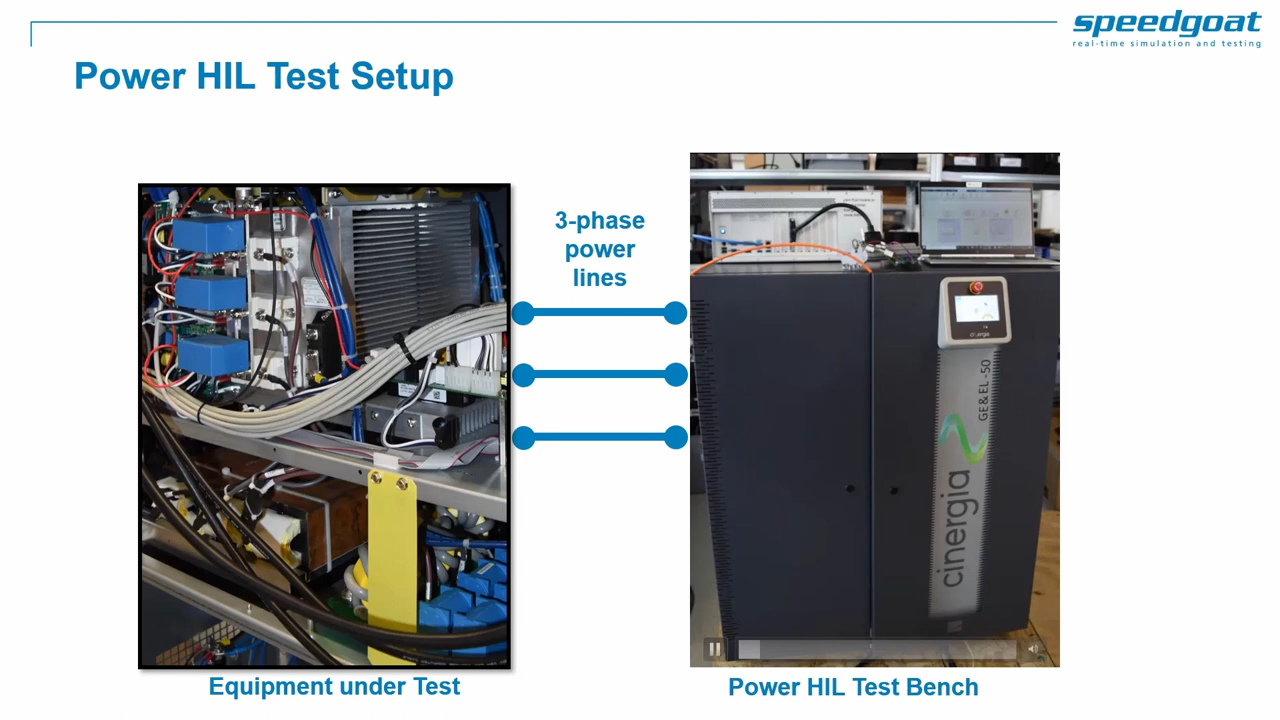 speedgoat
real-time simulation and testing
Power HIL Test Setup
3-phase
power
lines
cinergia
cinergia
GE&EL-50
Equipment under Test
Power HIL Test Bench